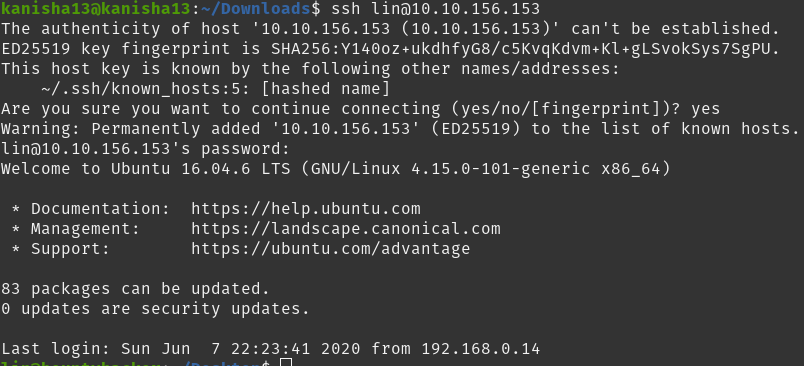 kanisha13@kanisha13:~/Downloads$ ssh lin@10.10.156.153
The authenticity of host '10.10.156.153 (10.10.156.153)' can't be established.
ED25519 key fingerprint is SHA256:Y140oz+ukdhfyG8/c5KvqKdvm+Kl+gLSvokSys7SgPU.
This host key is known by the following other names/addresses:
    ~/.ssh/known_hosts:5: [hashed name]
Are you sure you want to continue connecting (yes/no/[fingerprint])? yes
Warning: Permanently added '10.10.156.153' (ED25519) to the list of known hosts.
lin@10.10.156.153's password:
Welcome to Ubuntu 16.04.6 LTS (GNU/Linux 4.15.0-101-generic x86_64)
 * Documentation:  https://help.ubuntu.com
 * Management:     https://landscape.canonical.com
 * Support:        https://ubuntu.com/advantage
83 packages can be updated.
0 updates are security updates.
Last login: Sun Jun  7 22:23:41 2020 from 192.168.0.14